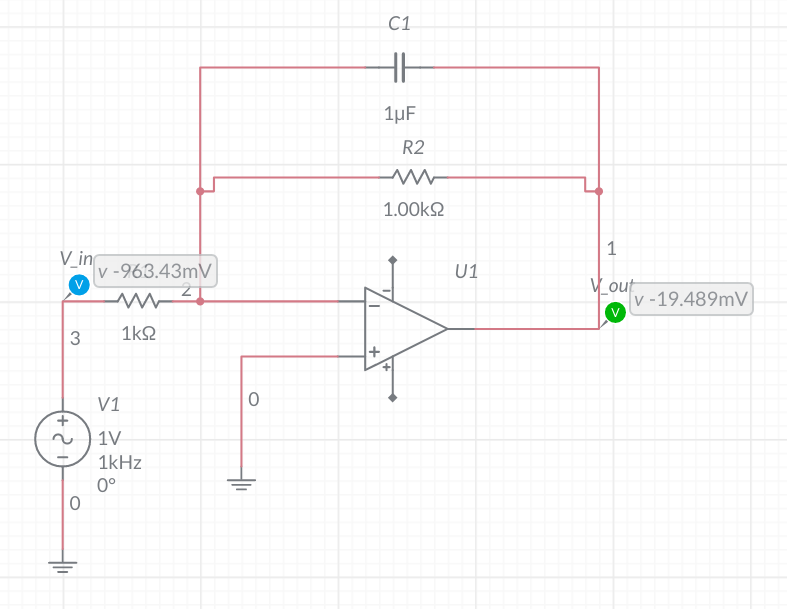 C1
1µF
R2
1.00kΩ
1
V_in
v -963.43mV
V
2
U1
V_out
v -19.489mV
V
1kΩ
3
V1
1V
1kHz
0°
0
0